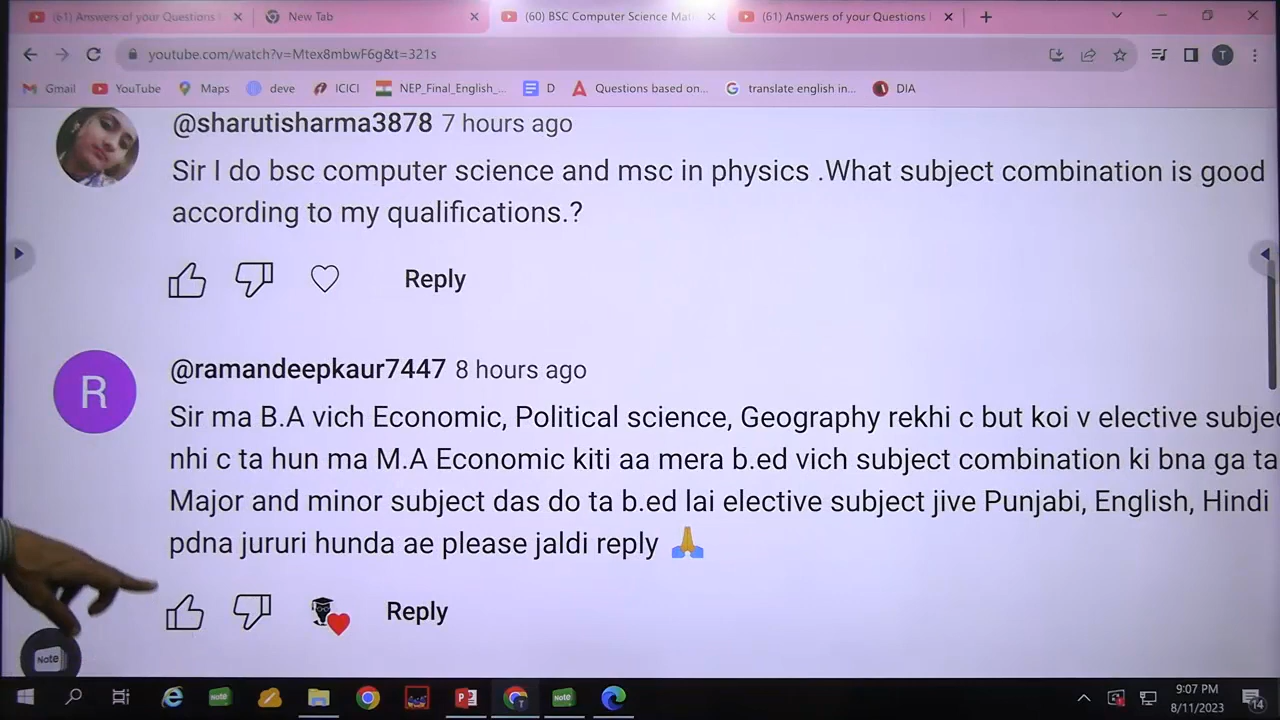 (61) Answers of your Questions
New Tab
(60) BSC Computer Science Mat
(61) Answers of your Questions
youtube.com/watch?v=Mtex8mbwF6g&t=321s
T
Gmail
YouTube
Maps
deve
ICICI
NEP_Final_English_...
D
Questions based on...
translate english in...
DIA
@sharutisharma3878 7 hours ago
Sir I do bsc computer science and msc in physics .What subject combination is good
according to my qualifications.?
Reply
R
@ramandeepkaur7447 8 hours ago
Sir ma B.A vich Economic, Political science, Geography rekhi c but koi v elective subjec
nhi c ta hun ma M.A Economic kiti aa mera b.ed vich subject combination ki bna ga ta
Major and minor subject das do ta b.ed lai elective subject jive Punjabi, English, Hindi
pdna jururi hunda ae please jaldi reply 🙏
Reply
Note
Note
Note
9:07 PM
8/11/2023
14